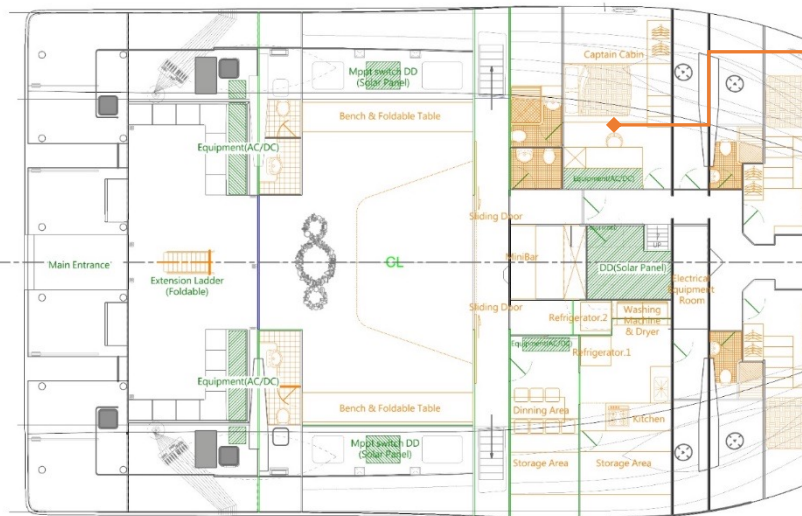 Captain Cabin
Mppt switch DD
(Solar Panel)
Bench & Foldable Table
Equipment(AC/DC)
Equipment(AC/DC)
Sliding Door
Main Entrance
Extension Ladder
(Foldable)
CL
MiniBar
UP
DD(Solar Panel)
Electrical
Equipment
Room
Sliding Door
Refrigerator.2
Washing
Machine
& Dryer
Equipment(AC/DC)
Refrigerator.1
Equipment(AC/DC)
Bench & Foldable Table
Dinning Area
Kitchen
Mppt switch DD
(Solar Panel)
Storage Area
Storage Area